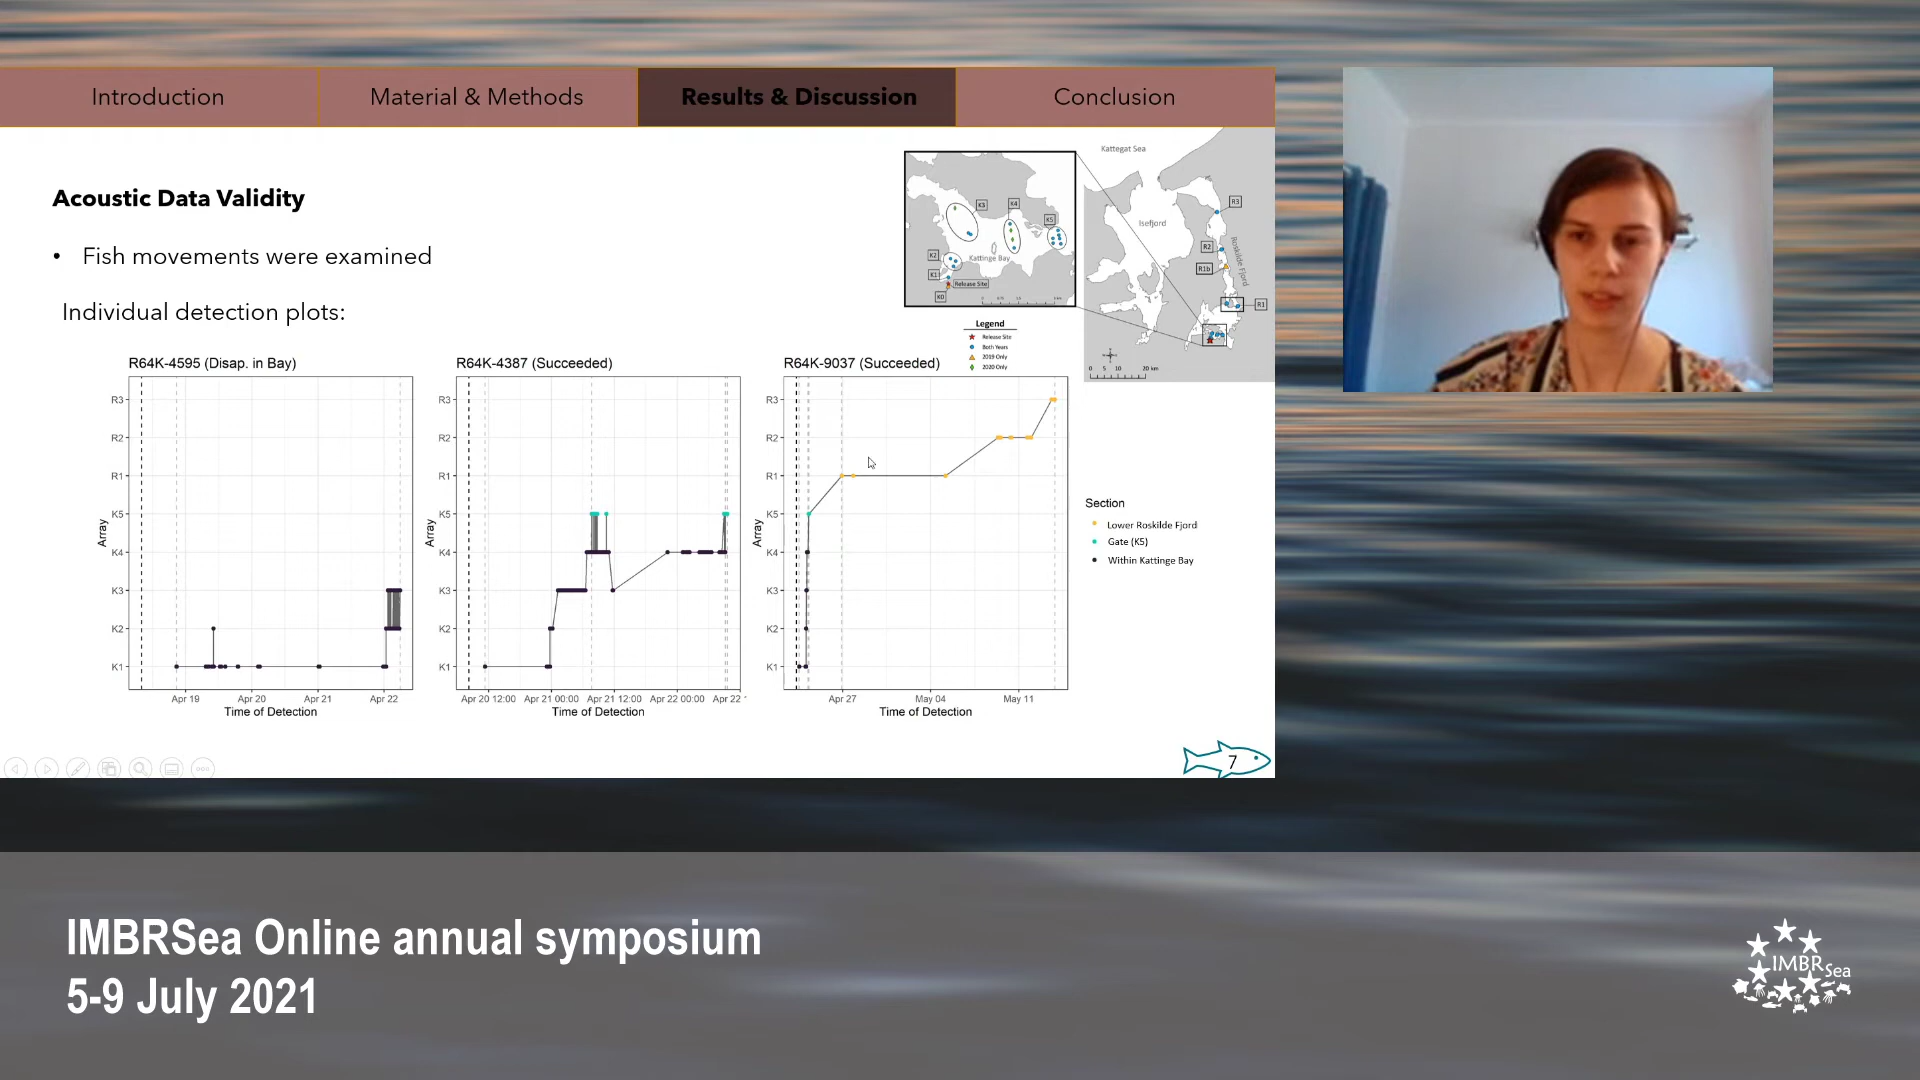 Introduction
Material & Methods
Results & Discussion
Conclusion
Acoustic Data Validity
• Fish movements were examined
Individual detection plots:
Kattegat Sea
Isefjord
Roskilde Fjord
R3
R2
R1b
R1
K3
K4
K5
K2
Kattinge Bay
K1
Release Site
K0
0 5 10 20 km
Legend
Release Site
Both Years
2019 Only
2020 Only
R64K-4595 (Disap. in Bay)
Array
R3
R2
R1
K5
K4
K3
K2
K1
Apr 19 Apr 20 Apr 21 Apr 22
Time of Detection
R64K-4387 (Succeeded)
Array
R3
R2
R1
K5
K4
K3
K2
K1
Apr 20 12:00 Apr 21 00:00 Apr 21 12:00 Apr 22 00:00 Apr 22
Time of Detection
R64K-9037 (Succeeded)
Array
R3
R2
R1
K5
K4
K3
K2
K1
Apr 27 May 04 May 11
Time of Detection
Section
Lower Roskilde Fjord
Gate (K5)
Within Kattinge Bay
7
IMBRSea Online annual symposium
5-9 July 2021
IMBRSea